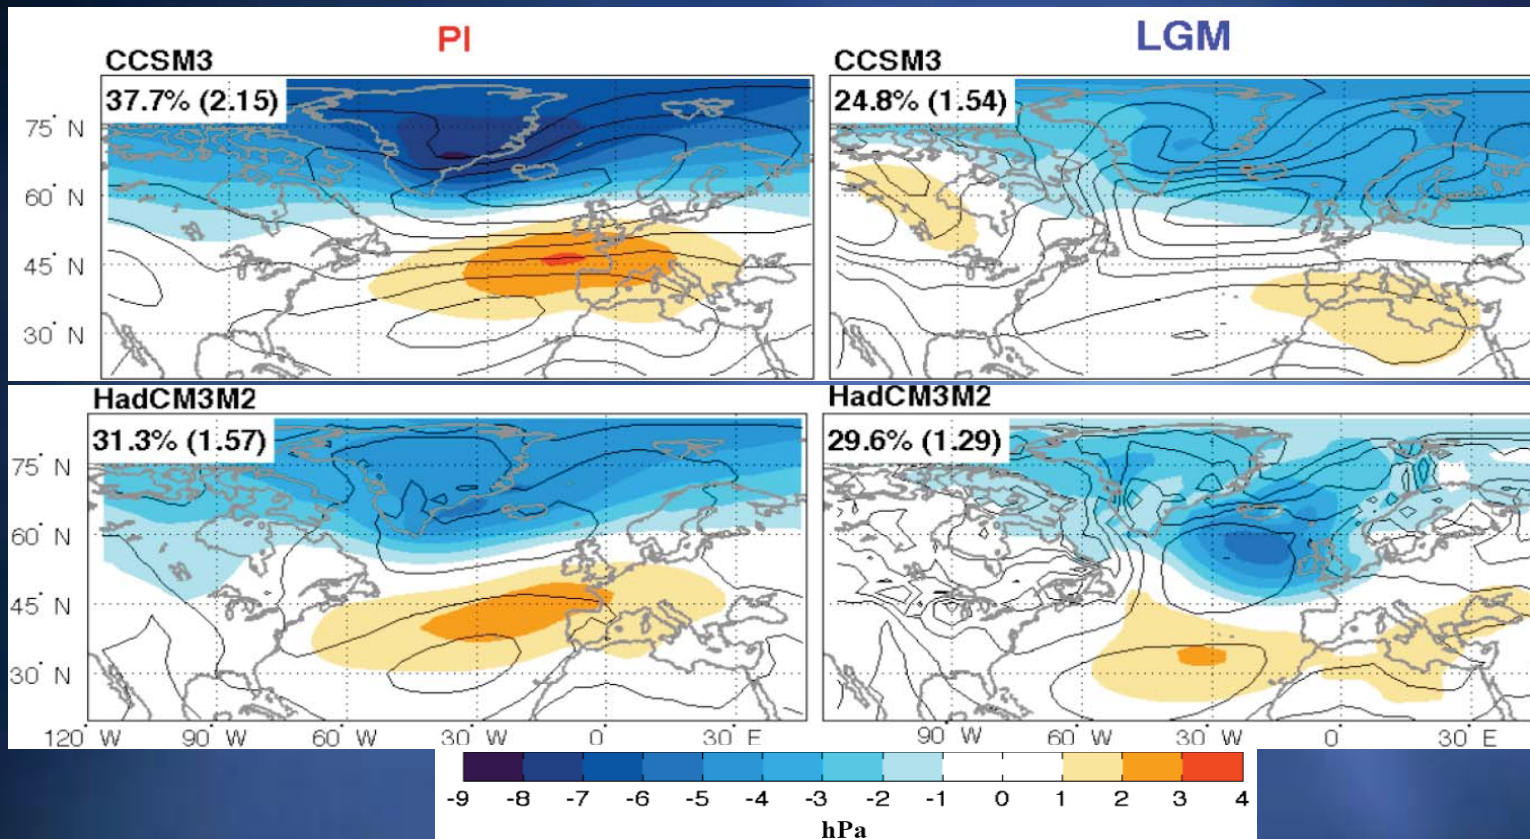 PI
LGM
CCSM3
CCSM3
37.7% (2.15)
24.8% (1.54)
75° N
60° N
45° N
30° N
HadCM3M2
HadCM3M2
31.3% (1.57)
29.6% (1.29)
75° N
60° N
45° N
30° N
120° W 90° W 60° W 30° W 0° 30° E
90° W 60° W 30° W 0° 30° E
-9 -8 -7 -6 -5 -4 -3 -2 -1 0 1 2 3 4
hPa